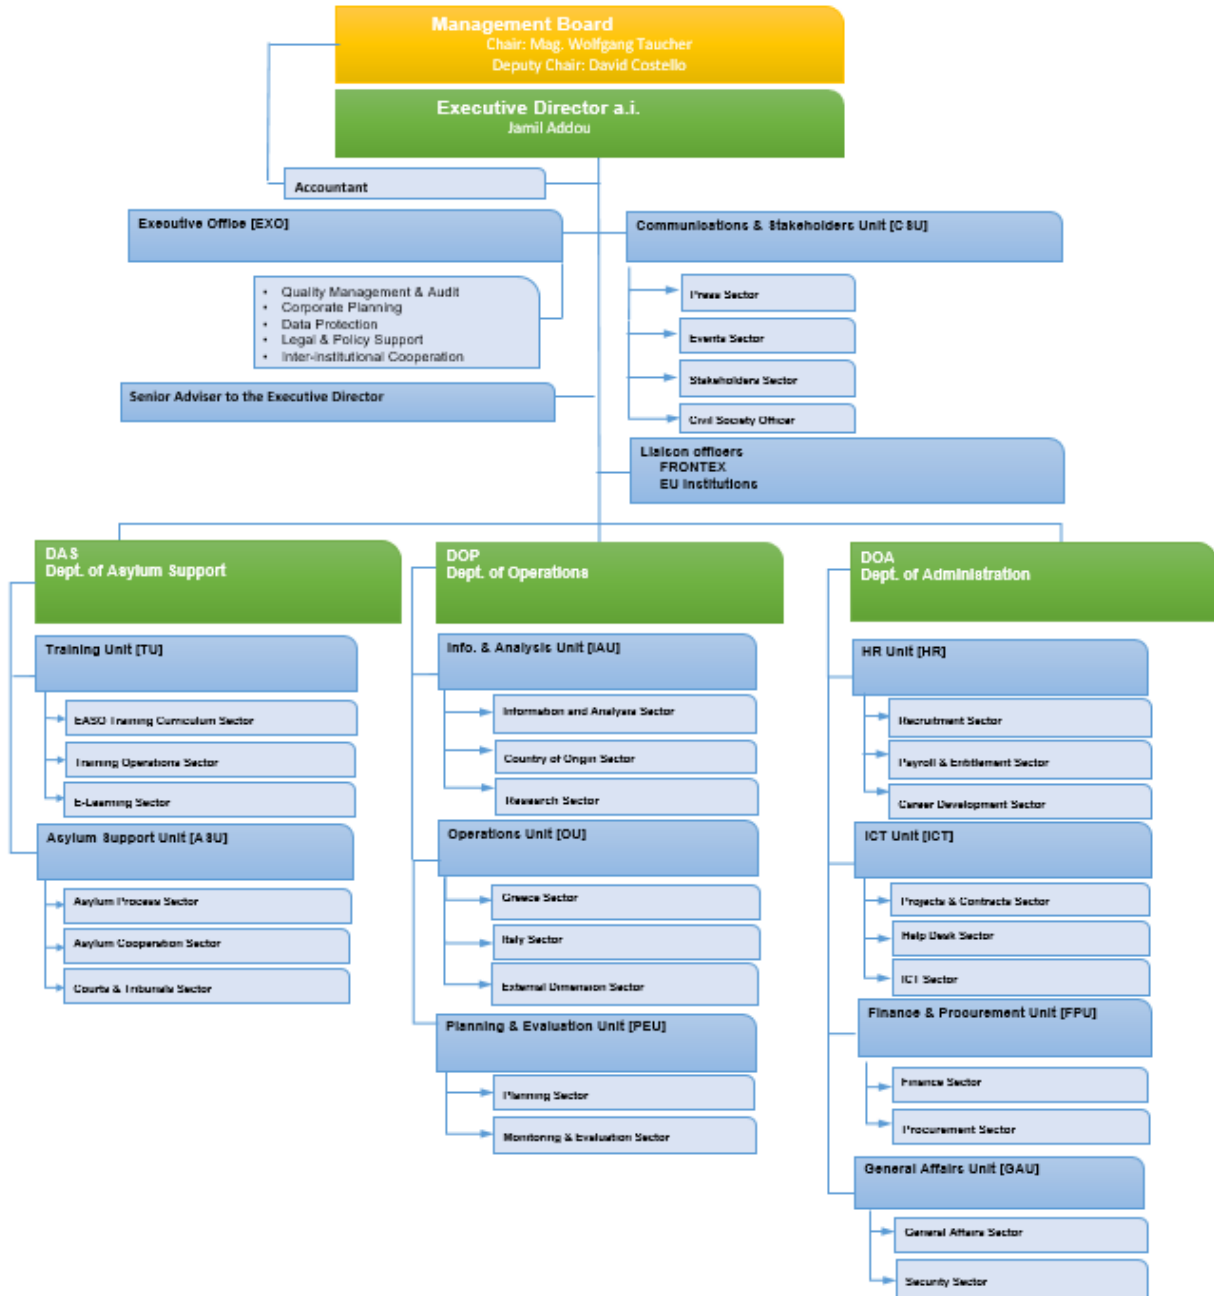 Management Board
Chair: Mag. Wolfgang Taucher
Deputy Chair: David Costello
Executive Director a.i.
Jamil Addou
Accountant
Executive Office [EXO]
• Quality Management & Audit
• Corporate Planning
• Data Protection
• Legal & Policy Support
• Inter-institutional Cooperation
Senior Adviser to the Executive Director
Communications & Stakeholders Unit [CSU]
Press Sector
Events Sector
Stakeholders Sector
Civil Society Officer
Liaison officers
FRONTEX
EU Institutions
DAS
Dept. of Asylum Support
Training Unit [TU]
EASO Training Curriculum Sector
Training Operations Sector
E-Learning Sector
Asylum Support Unit [ASU]
Asylum Process Sector
Asylum Cooperation Sector
Courts & Tribunals Sector
DOP
Dept. of Operations
Info. & Analysis Unit [IAU]
Information and Analysis Sector
Country of Origin Sector
Research Sector
Operations Unit [OU]
Greece Sector
Italy Sector
External Dimension Sector
Planning & Evaluation Unit [PEU]
Planning Sector
Monitoring & Evaluation Sector
DOA
Dept. of Administration
HR Unit [HR]
Recruitment Sector
Payroll & Entitlement Sector
Career Development Sector
ICT Unit [ICT]
Projects & Contracts Sector
Help Desk Sector
ICT Sector
Finance & Procurement Unit [FPU]
Finance Sector
Procurement Sector
General Affairs Unit [GAU]
General Affairs Sector
Security Sector